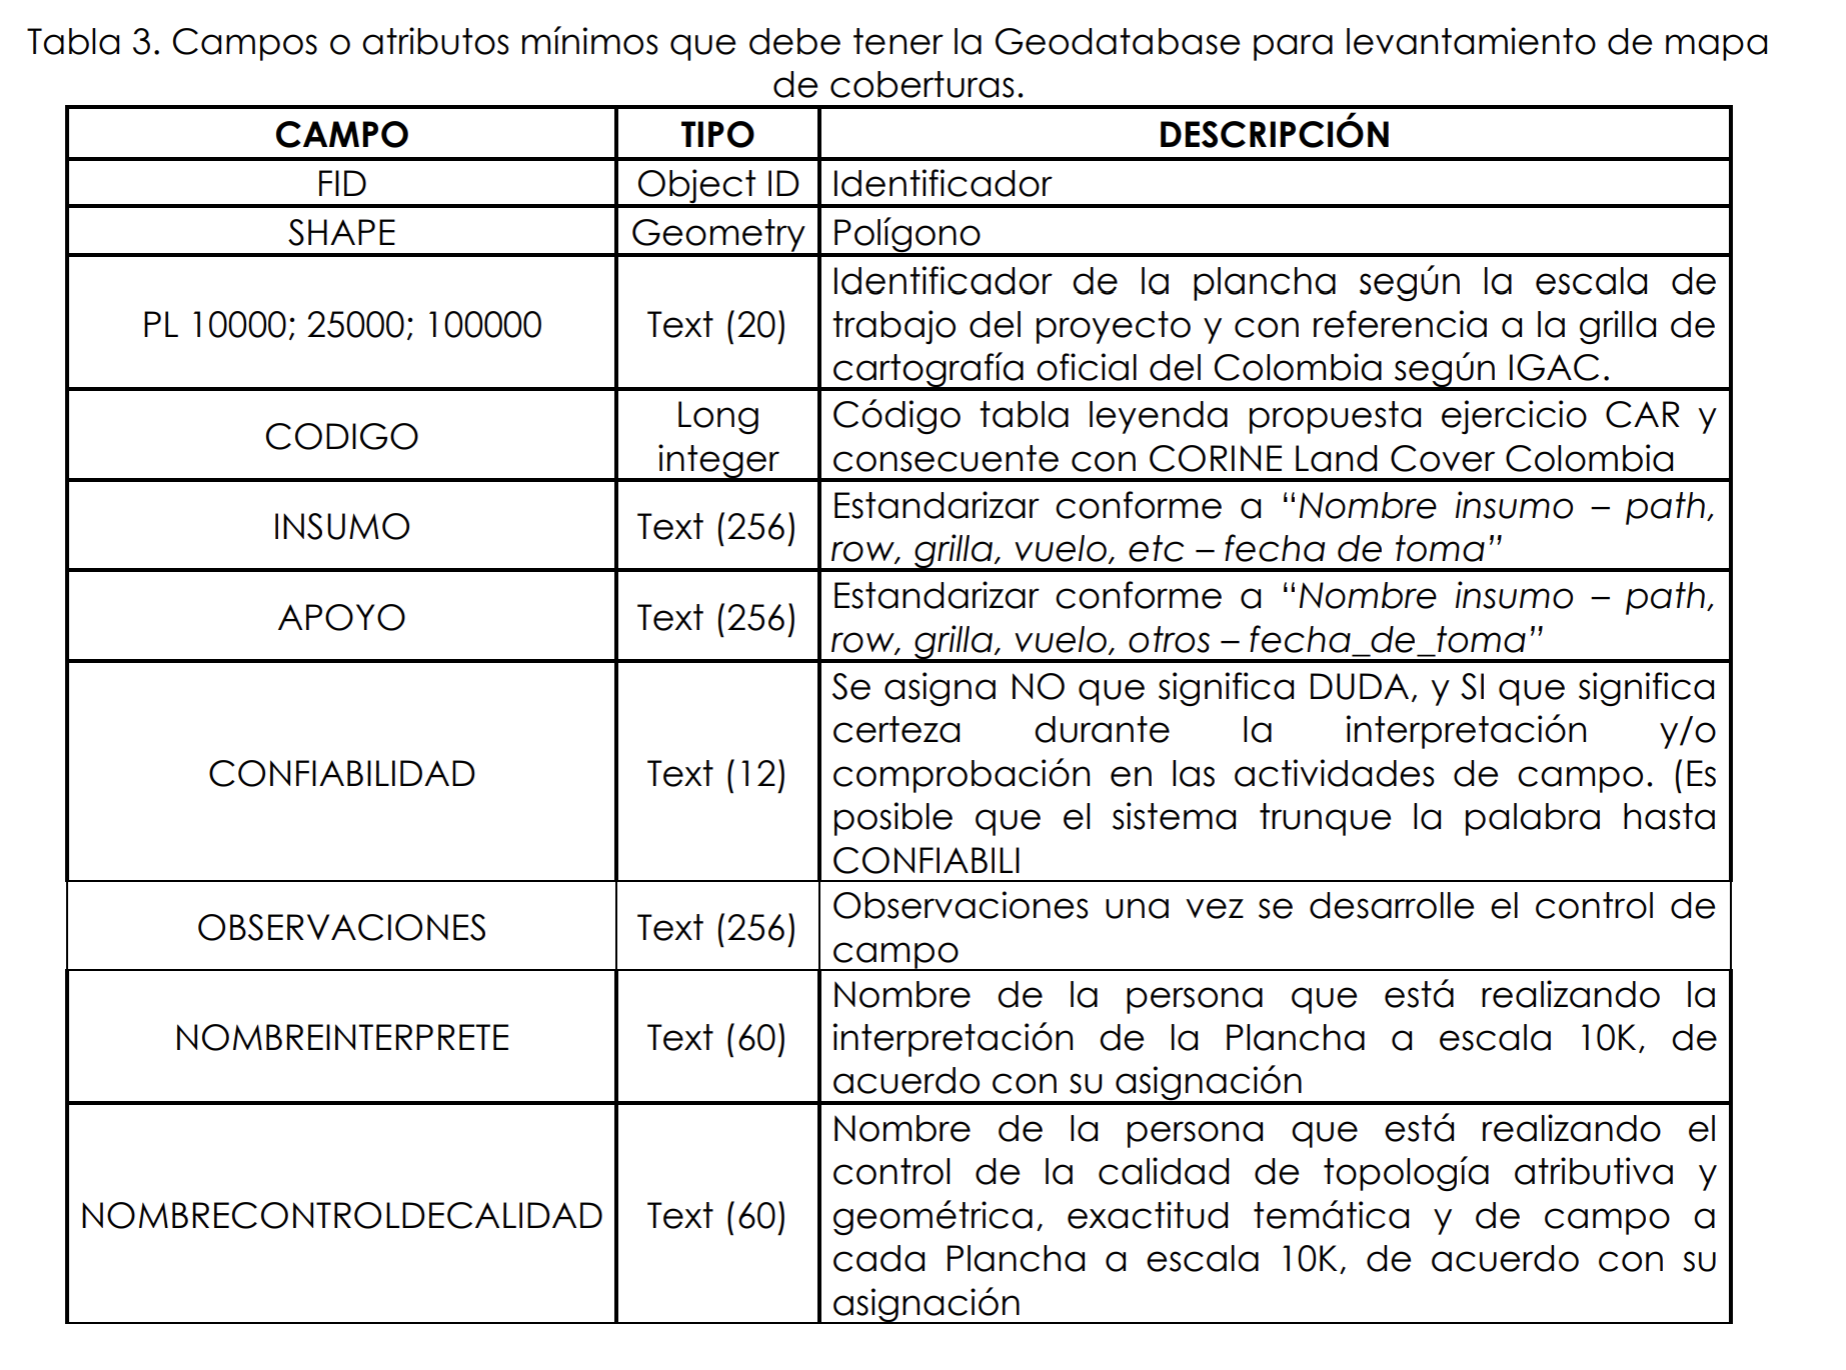 Tabla 3. Campos o atributos mínimos que debe tener la Geodatabase para levantamiento de mapa
de coberturas.
CAMPO TIPO DESCRIPCIÓN
FID Object ID Identificador
SHAPE Geometry Polígono
PL 10000; 25000; 100000
Text (20)
Identificador de la plancha según la escala de
trabajo del proyecto y con referencia a la grilla de
cartografía oficial del Colombia según IGAC.
CODIGO
Long
integer
Código tabla leyenda propuesta ejercicio CAR y
consecuente con CORINE Land Cover Colombia
INSUMO
Text (256)
Estandarizar conforme a “Nombre insumo – path,
row, grilla, vuelo, etc – fecha de toma”
APOYO
Text (256)
Estandarizar conforme a “Nombre insumo – path,
row, grilla, vuelo, otros – fecha_de_toma”
CONFIABILIDAD
Text (12)
Se asigna NO que significa DUDA, y SI que significa
certeza durante la interpretación y/o
comprobación en las actividades de campo. (Es
posible que el sistema trunque la palabra hasta
CONFIABILI
OBSERVACIONES
Text (256)
Observaciones una vez se desarrolle el control de
campo
NOMBREINTERPRETE
Text (60)
Nombre de la persona que está realizando la
interpretación de la Plancha a escala 10K, de
acuerdo con su asignación
NOMBRECONTROLDECALIDAD
Text (60)
Nombre de la persona que está realizando el
control de la calidad de topología atributiva y
geométrica, exactitud temática y de campo a
cada Plancha a escala 10K, de acuerdo con su
asignación